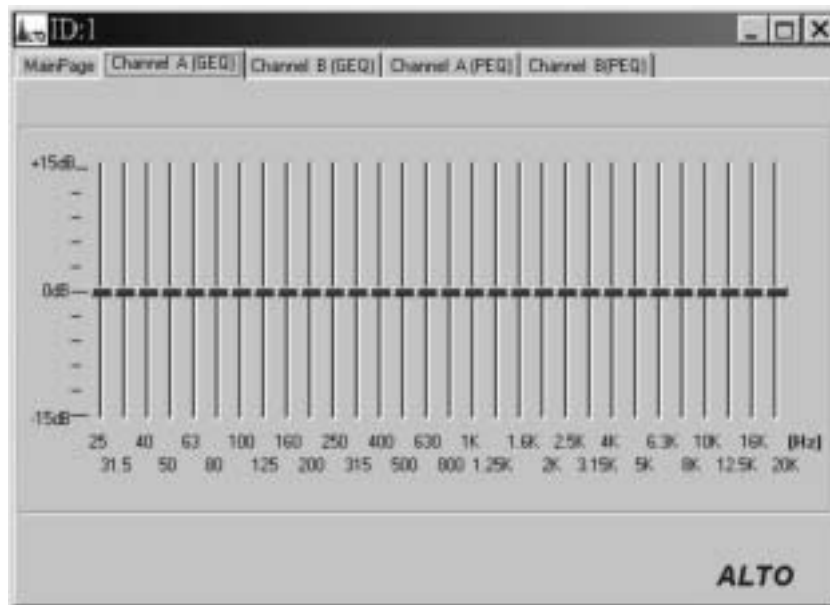 ALTO ID:1
MainPage Channel A (GEQ) Channel B (GEQ) Channel A (PEQ) Channel B(PEQ)
+15dB
0dB
-15dB
25 40 63 100 160 250 400 630 1K 1.6K 2.5K 4K 6.3K 10K 16K (Hz)
31.5 50 80 125 200 315 500 800 1.25K 2K 3.15K 5K 8K 12.5K 20K
ALTO